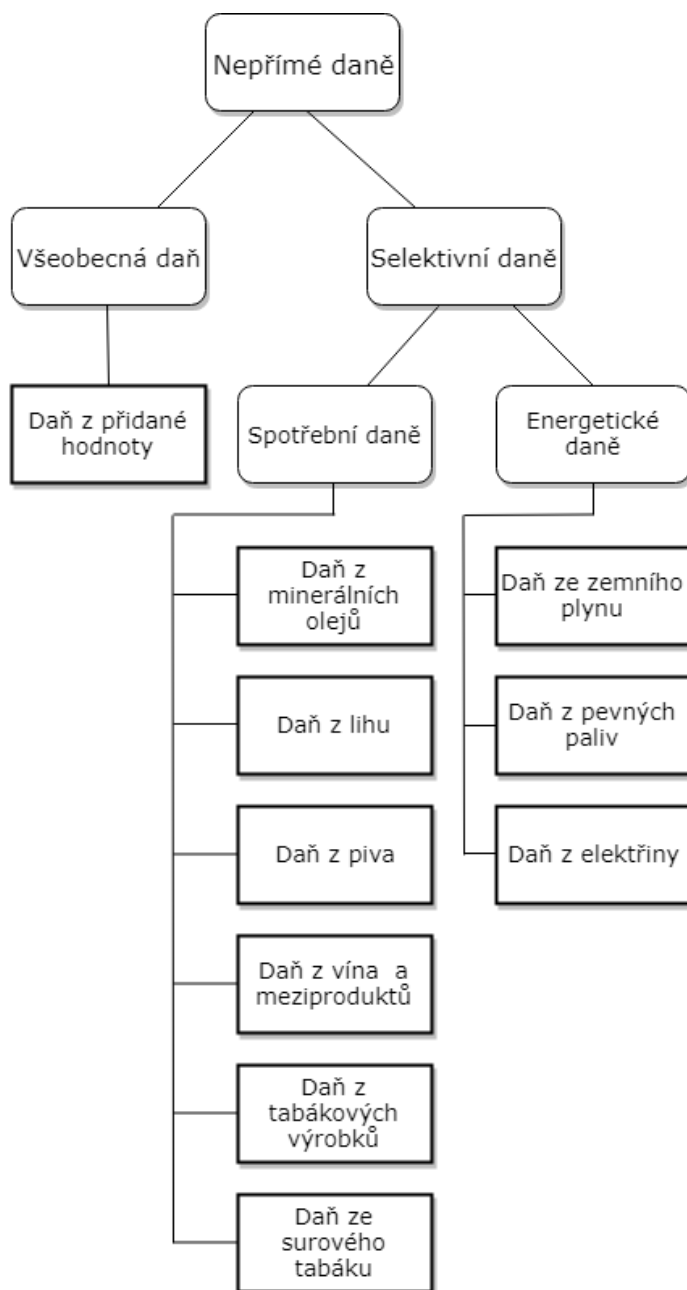 Nepřímé daně
Všeobecná daň
Selektivní daně
Daň z přidané
hodnoty
Spotřební daně
Energetické
daně
Daň z
minerálních
olejů
Daň ze zemního
plynu
Daň z lihu
Daň z pevných
paliv
Daň z piva
Daň z elektřiny
Daň z vína  a
meziproduktů
Daň z
tabákových
výrobků
Daň ze
surového
tabáku